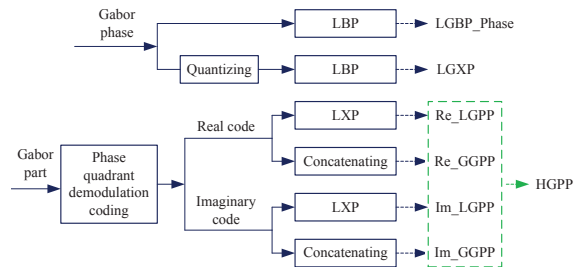 Gabor
phase
LBP
LGBP_Phase
Quantizing
LBP
LGXP
Gabor
part
Phase
quadrant
demodulation
coding
Real code
LXP
Re_LGPP
Concatenating
Re_GGPP
HGPP
Imaginary
code
LXP
Im_LGPP
Concatenating
Im_GGPP